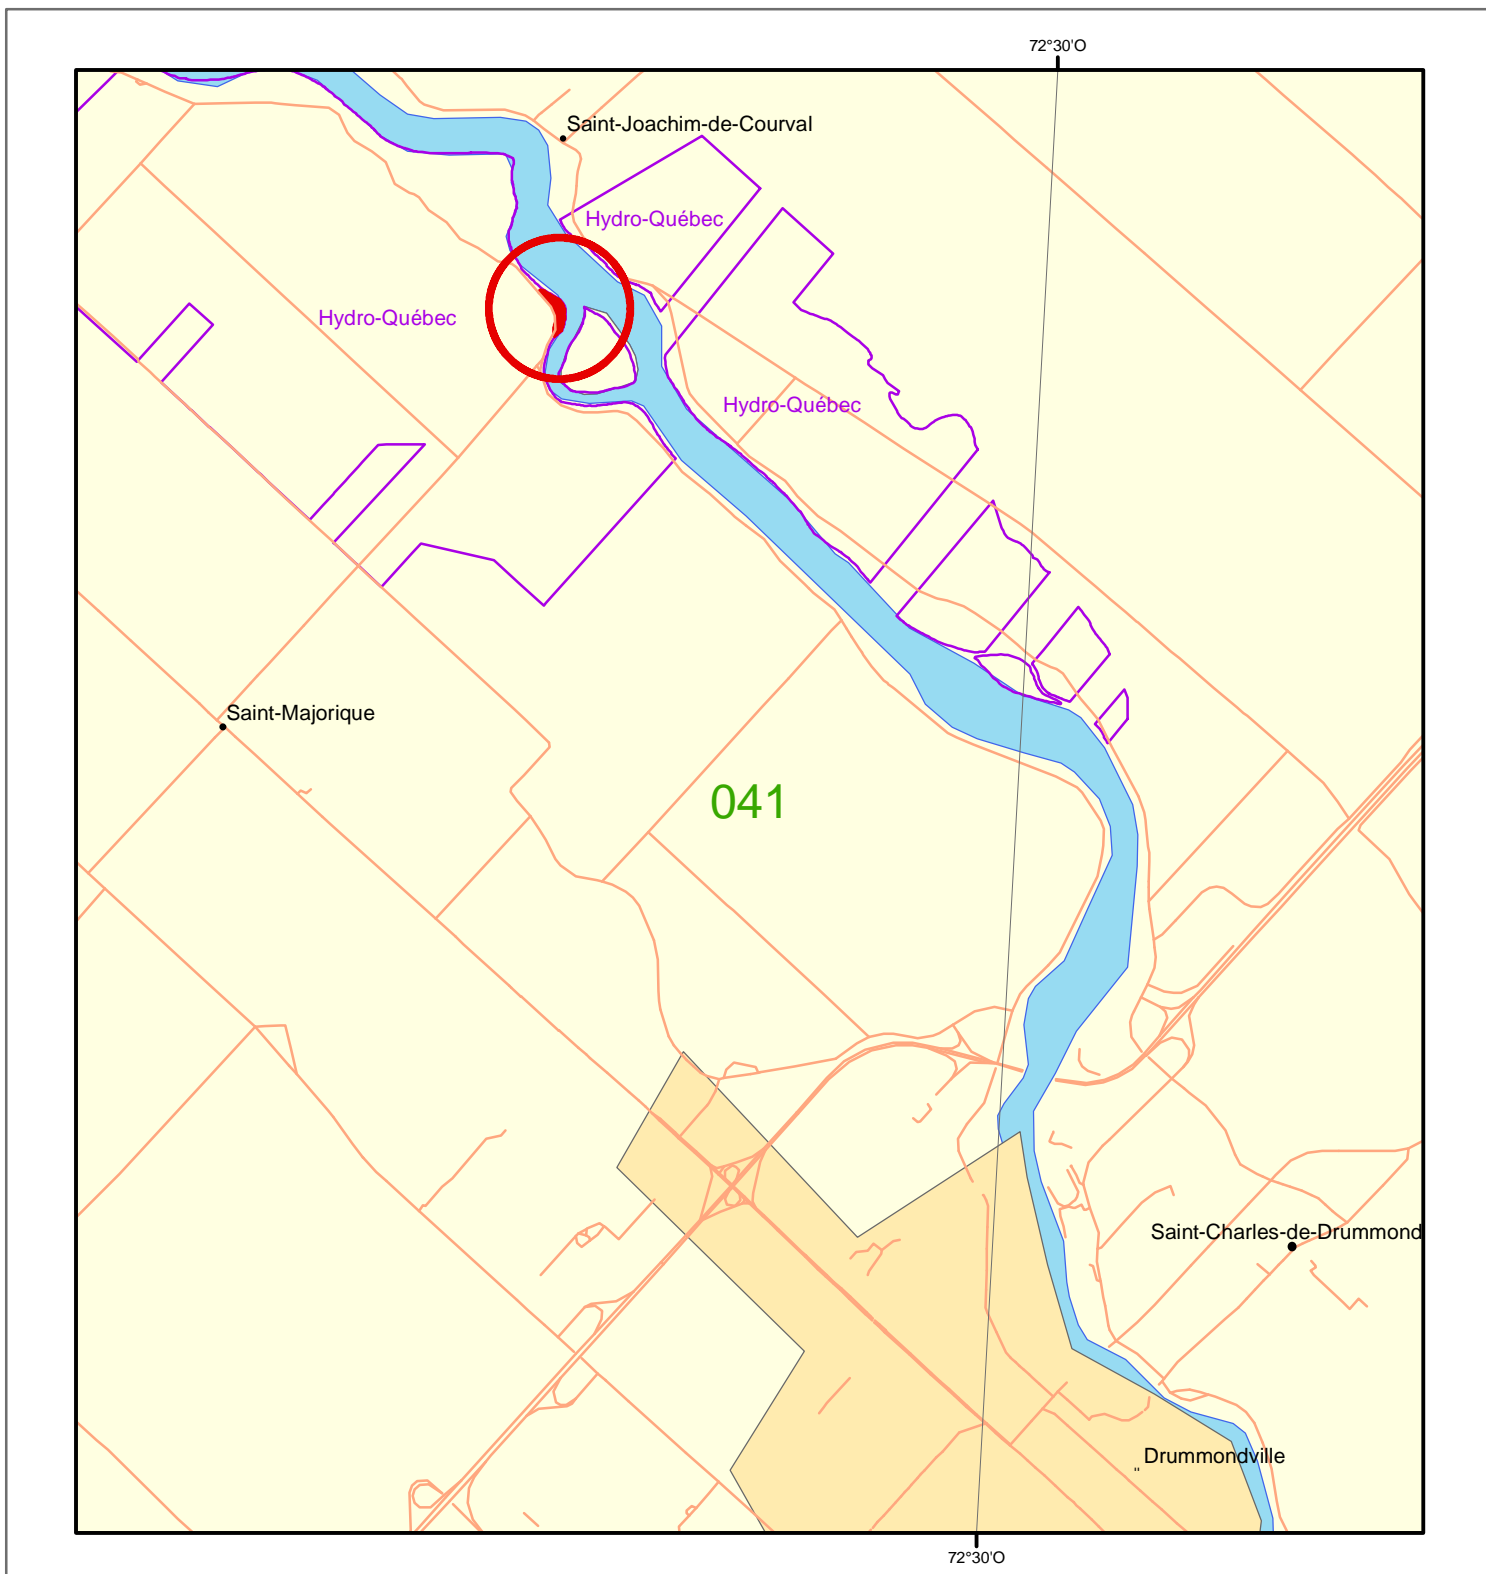 72°30'O
Saint-Joachim-de-Courval
Hydro-Québec
Hydro-Québec
Hydro-Québec
Saint-Majorique
041
Saint-Charles-de-Drummond
Drummondville
72°30'O